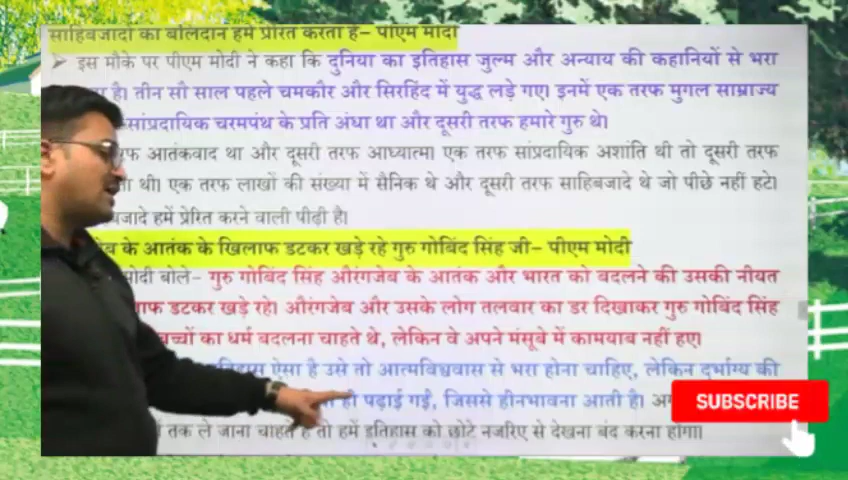 साहिबजादों का बलिदान हमें प्रेरित करता है– पीएम मोदी
➤ इस मौके पर पीएम मोदी ने कहा कि दुनिया का इतिहास जुल्म और अन्याय की कहानियों से भरा
है। तीन सौ साल पहले चमकौर और सिरहिंद में युद्ध लड़े गए। इनमें एक तरफ मुगल साम्राज्य
सांप्रदायिक चरमपंथ के प्रति अंधा था और दूसरी तरफ हमारे गुरु थे।
आतंकवाद था और दूसरी तरफ आध्यात्म। एक तरफ सांप्रदायिक अशांति थी तो दूसरी तरफ
थी। एक तरफ लाखों की संख्या में सैनिक थे और दूसरी तरफ साहिबजादे थे जो पीछे नहीं हटे।
हमें प्रेरित करने वाली पीढ़ी है।
के आतंक के खिलाफ डटकर खड़े रहे गुरु गोबिंद सिंह जी– पीएम मोदी
मोदी बोले– गुरु गोबिंद सिंह औरंगजेब के आतंक और भारत को बदलने की उसकी नीयत
डटकर खड़े रहे। औरंगजेब और उसके लोग तलवार का डर दिखाकर गुरु गोबिंद सिंह
बच्चों का धर्म बदलना चाहते थे, लेकिन वे अपने मंसूबे में कामयाब नहीं हुए।
ऐसा है उसे तो आत्मविश्ववास से भरा होना चाहिए, लेकिन दुर्भाग्य की
ही पढ़ाई गईं, जिससे हीनभावना आती है।
SUBSCRIBE
तक ले जाना चाहते है तो हमें इतिहास को छोटे नजरिए से देखना बंद करना होगा।